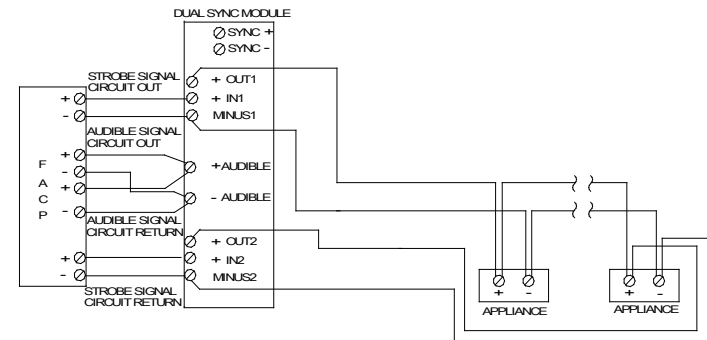 DUAL SYNC MODULE
SYNC +
SYNC -
STROBE SIGNAL
CIRCUIT OUT
+ OUT1
+ IN1
MINUS1
+
-
AUDIBLE SIGNAL
CIRCUIT OUT
+
-
+
-
F
A
C
P
+AUDIBLE
- AUDIBLE
AUDIBLE SIGNAL
CIRCUIT RETURN
+ OUT2
+ IN2
MINUS2
+
-
STROBE SIGNAL
CIRCUIT RETURN
+ -
APPLIANCE
+ -
APPLIANCE